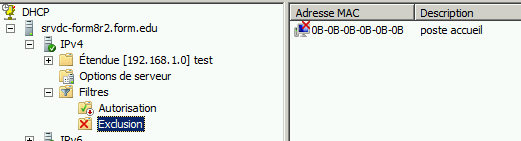 DHCP
srvdc-form8r2.form.edu
IPv4
Étendue [192.168.1.0] test
Options de serveur
Filtres
Autorisation
Exclusion
IPv6
Adresse MAC Description
0B-0B-0B-0B-0B-0B poste accueil